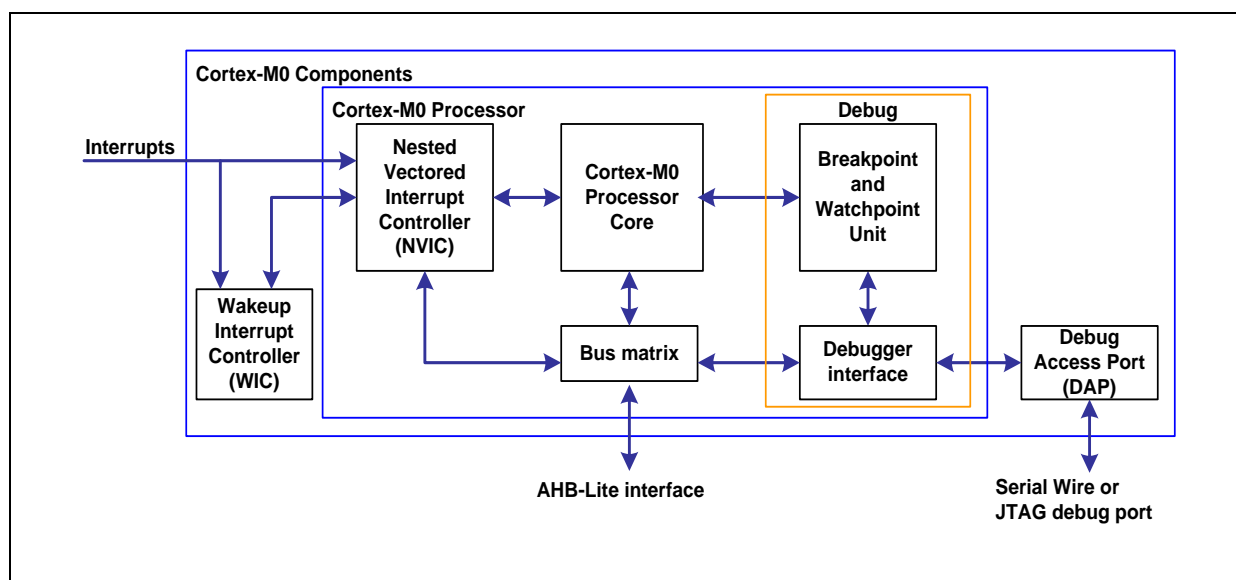 Cortex-M0 Components
Cortex-M0 Processor
Debug
Interrupts
Nested
Vectored
Interrupt
Controller
(NVIC)
Cortex-M0
Processor
Core
Breakpoint
and
Watchpoint
Unit
Wakeup
Interrupt
Controller
(WIC)
Bus matrix
Debugger
interface
Debug
Access Port
(DAP)
AHB-Lite interface
Serial Wire or
JTAG debug port